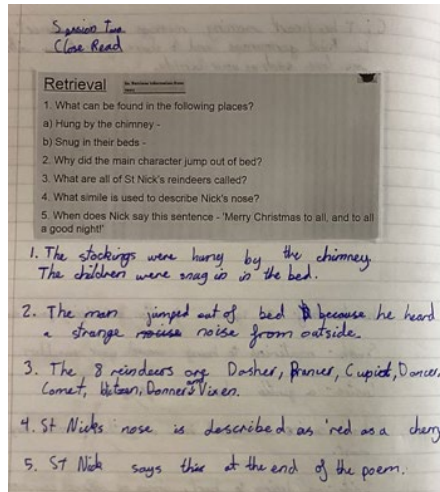 Session Two
Close Read
Retrieval
1. What can be found in the following places?
a) Hung by the chimney -
b) Snug in their beds -
2. Why did the main character jump out of bed?
3. What are all of St Nick's reindeers called?
4. What simile is used to describe Nick's nose?
5. When does Nick say this sentence - 'Merry Christmas to all, and to all
a good night!'
1. The stockings were hung by the chimney.
The children were snug in in the bed.
2. The man jumped out of bed because he heard
a strange noise from outside.
3. The 8 reindeers are Dasher, Prancer, Cupid, Dancer,
Comet, Donner and Vixen.
4. St Nicks nose is described as 'red as a cherry
5. ST Nick says this at the end of the poem.